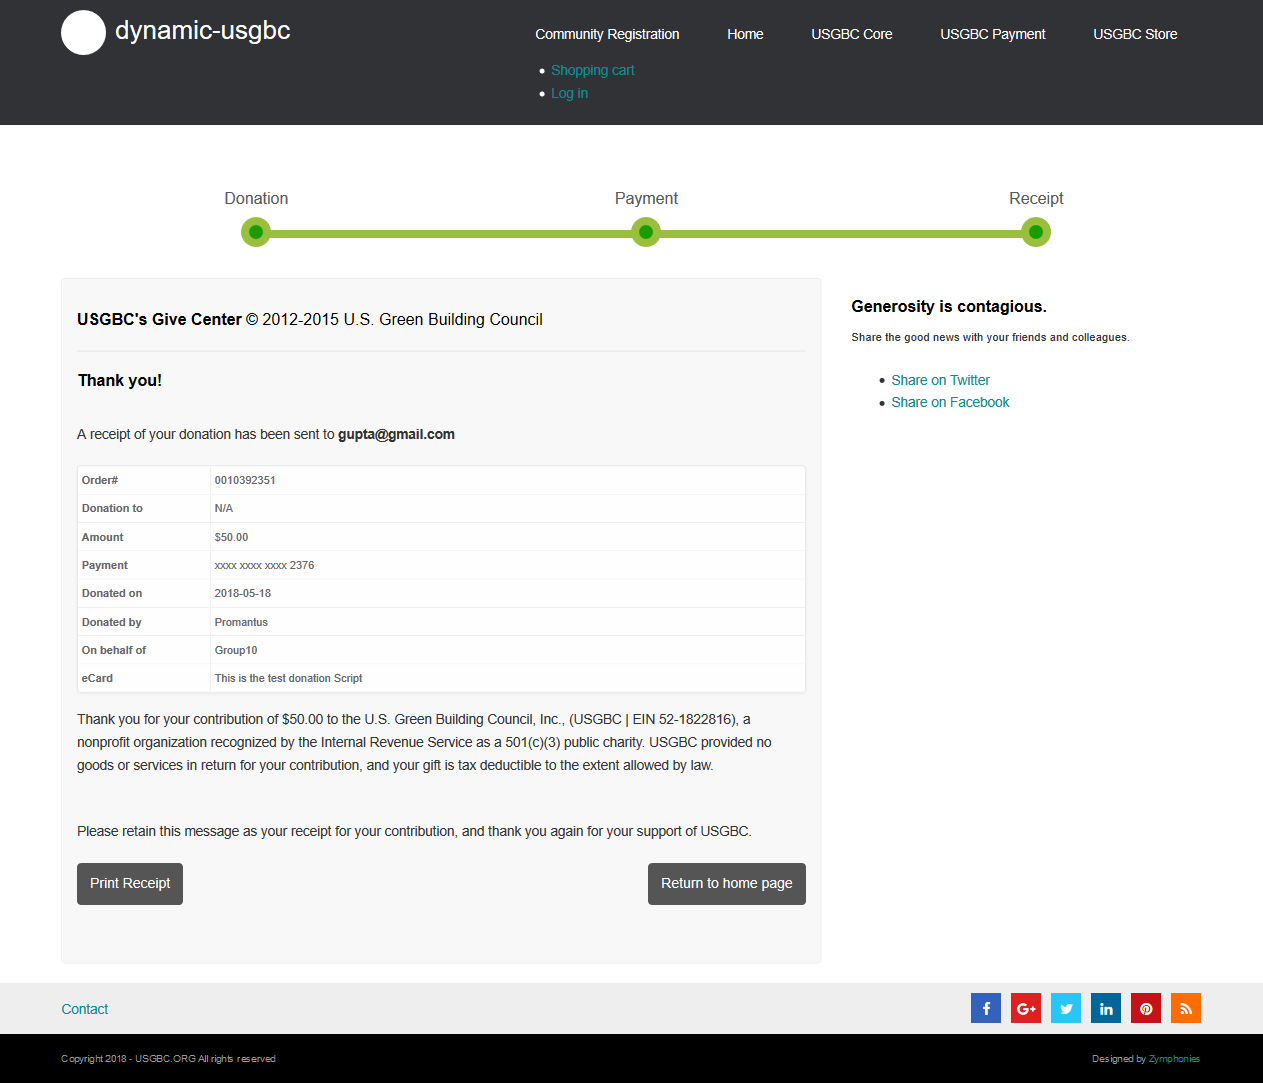 dynamic-usgbc
Community Registration Home USGBC Core USGBC Payment USGBC Store
Shopping cart
Log in
Donation Payment Receipt
USGBC's Give Center © 2012-2015 U.S. Green Building Council
Thank you!
A receipt of your donation has been sent to gupta@gmail.com
Order# 0010392351
Donation to N/A
Amount $50.00
Payment xxxx xxxx xxxx 2376
Donated on 2018-05-18
Donated by Promantus
On behalf of Group10
eCard This is the test donation Script
Thank you for your contribution of $50.00 to the U.S. Green Building Council, Inc., (USGBC | EIN 52-1822816), a
nonprofit organization recognized by the Internal Revenue Service as a 501(c)(3) public charity. USGBC provided no
goods or services in return for your contribution, and your gift is tax deductible to the extent allowed by law.
Please retain this message as your receipt for your contribution, and thank you again for your support of USGBC.
Print Receipt Return to home page
Generosity is contagious.
Share the good news with your friends and colleagues.
Share on Twitter
Share on Facebook
Contact
Copyright 2018 - USGBC.ORG All rights reserved Designed by Zymphonies